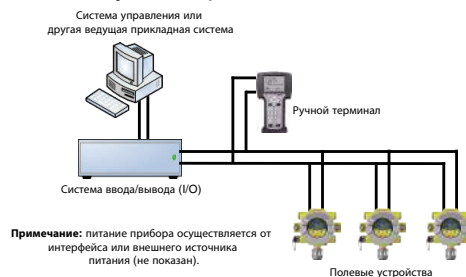 Система управления или
другая ведущая прикладная система
Ручной терминал
Система ввода/вывода (I/O)
Примечание: питание прибора осуществляется от
интерфейса или внешнего источника
питания (не показан).
Полевые устройства